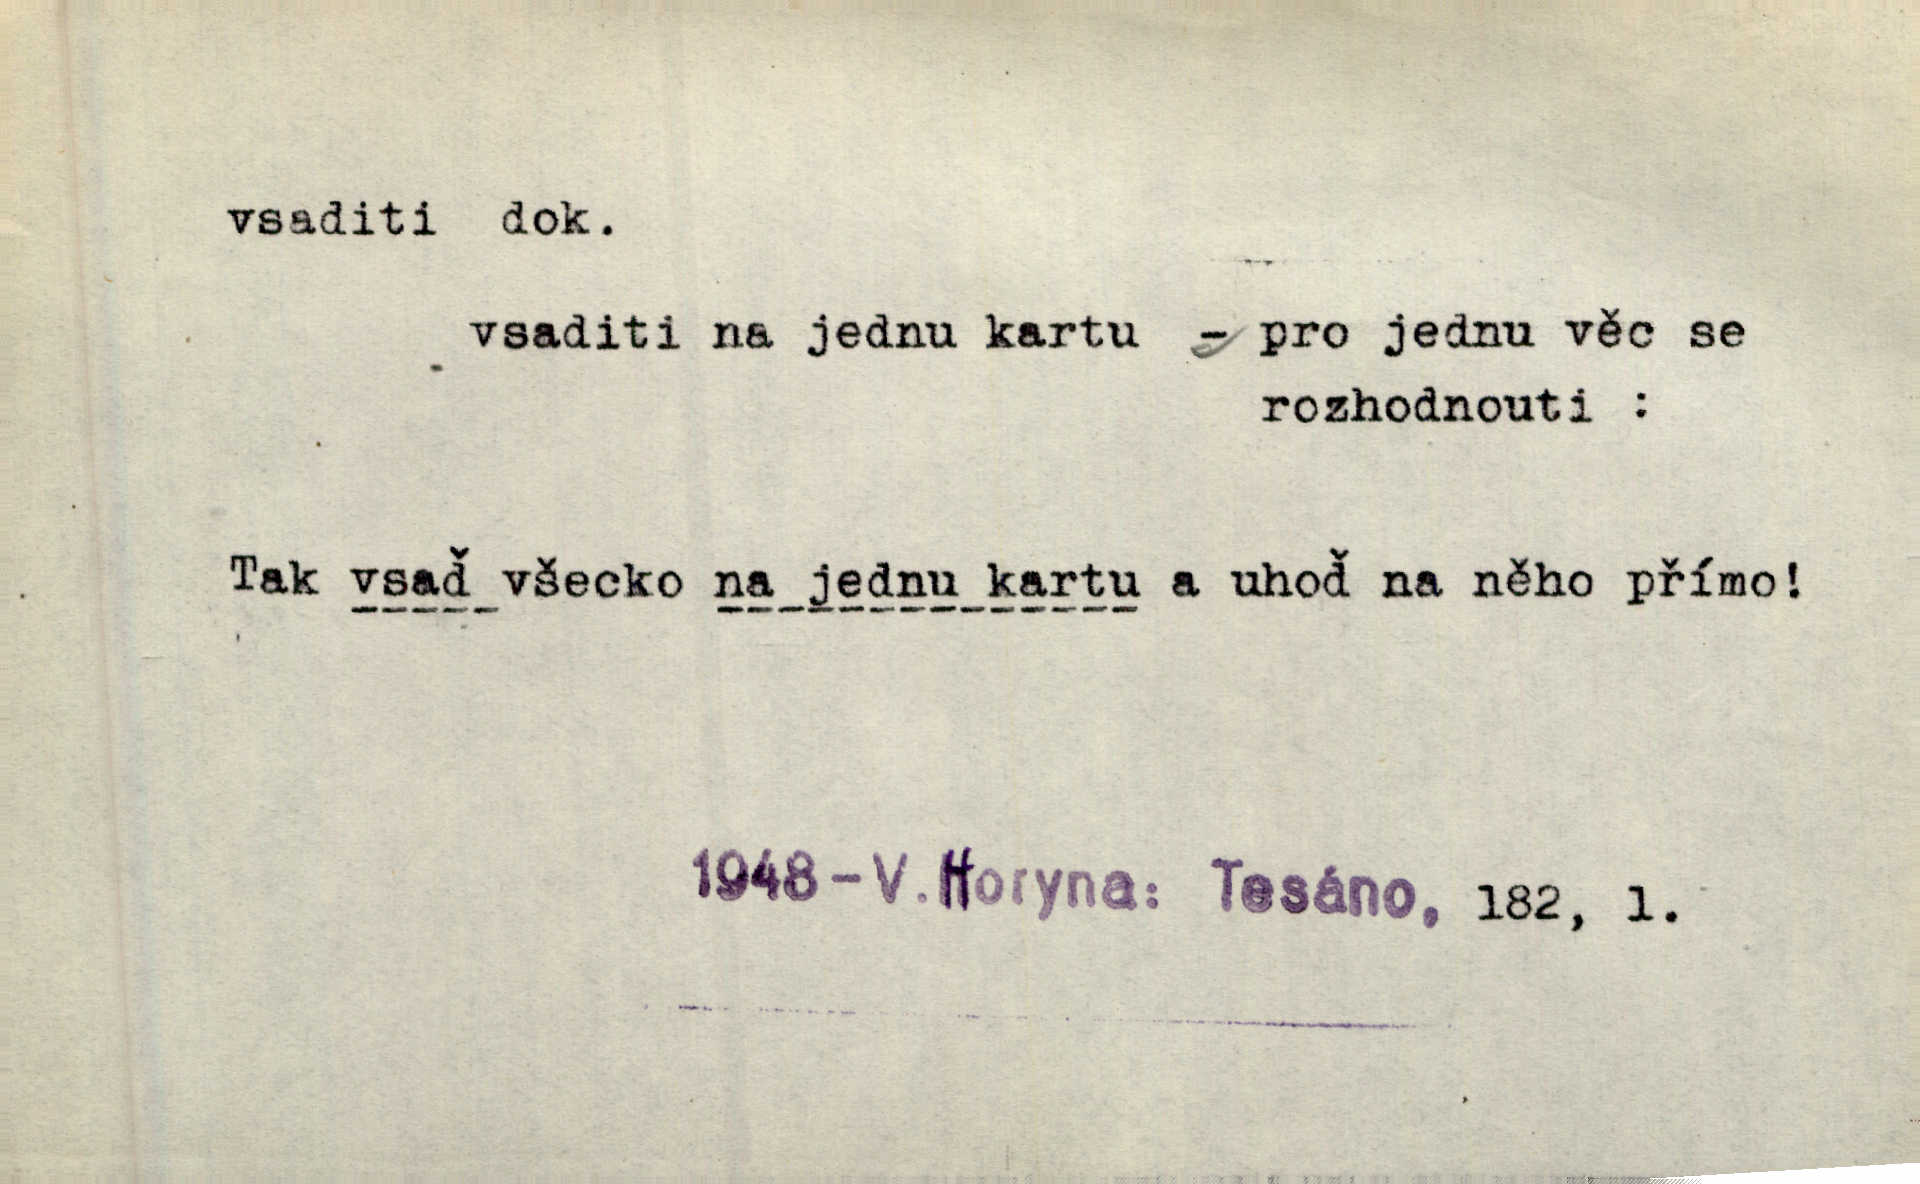 vsaditi dok.
vsaditi na jednu kartu - pro jednu věc se
rozhodnouti :
Tak vsaď všecko na jednu kartu a uhoď na něho přímo!
1948 - V. Horyna: Tesáno, 182, 1.